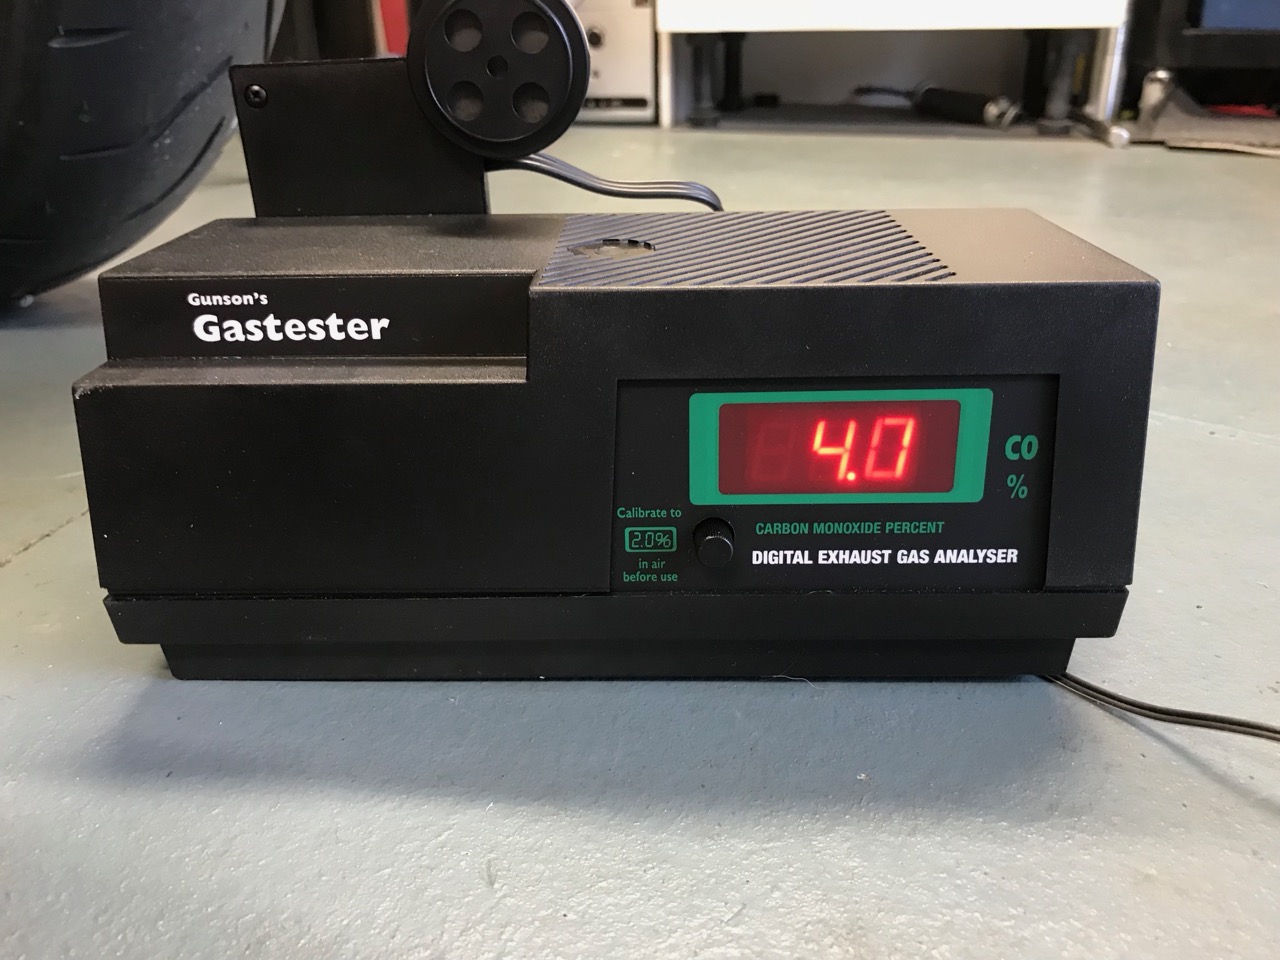 Gunson's
Gastester
4.0
CO
%
Calibrate to
2.0%
in air
before use
CARBON MONOXIDE PERCENT
DIGITAL EXHAUST GAS ANALYSER